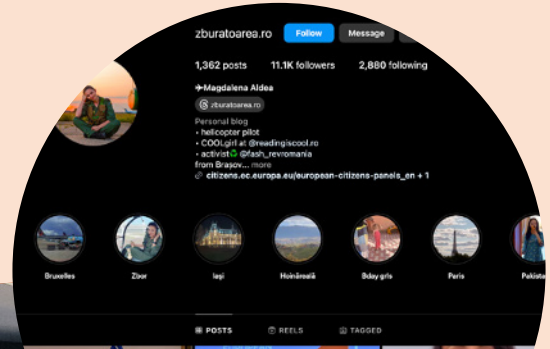 zburatoarea.ro Follow Message
1,362 posts 11.1K followers 2,880 following
✈Magdalena Aldea
zburatoarea.ro
Personal blog
• helicopter pilot
• COOLgirl at @readingiscool.ro
• activist♻ @fash_revromania
from Brașov... more
citizens.ec.europa.eu/european-citizens-panels_en + 1
Bruxelles Zbor Iași Hoinăreală Bday grls Paris Pakista
POSTS REELS TAGGED